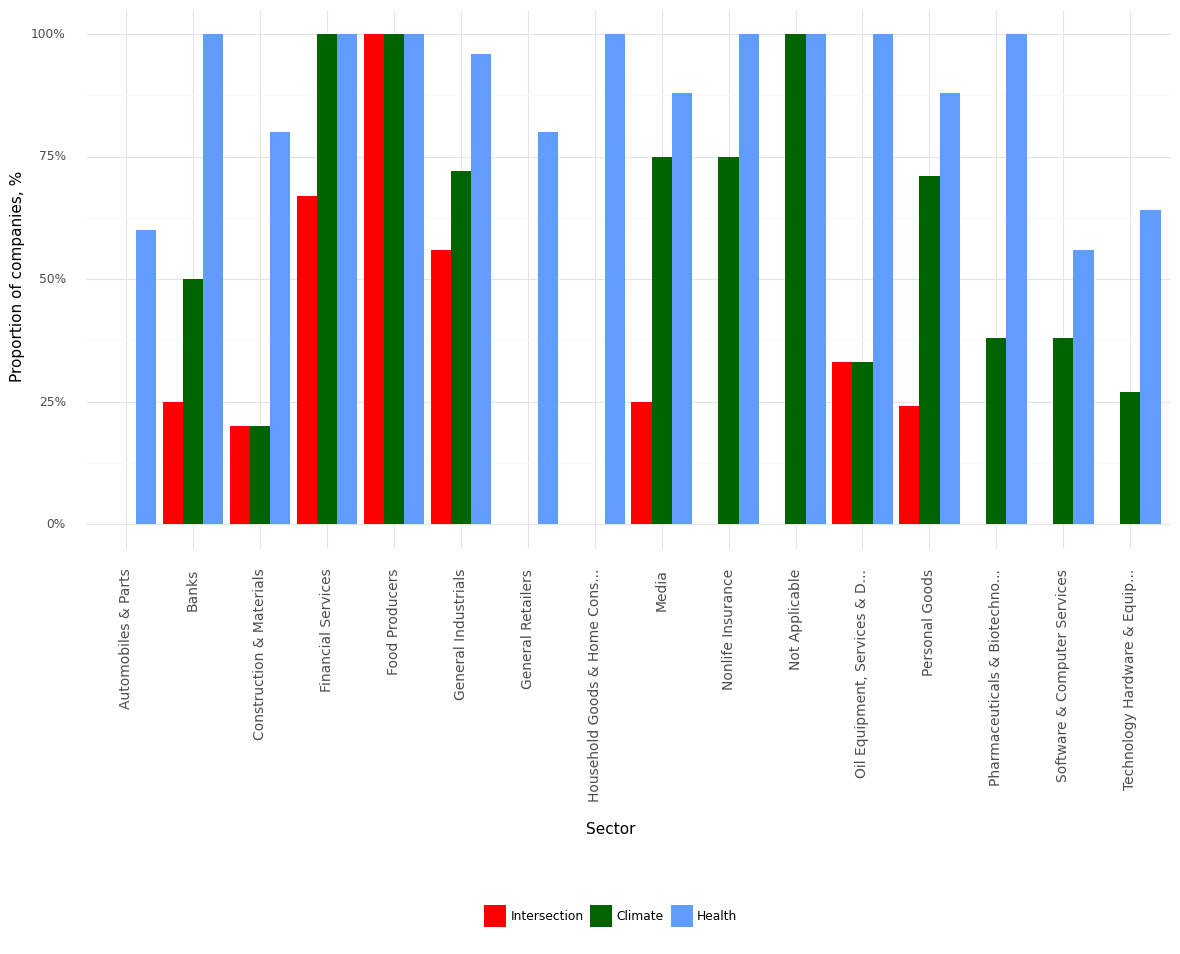 Proportion of companies, %
100%
75%
50%
25%
0%
Automobiles & Parts
Banks
Construction & Materials
Financial Services
Food Producers
General Industrials
General Retailers
Household Goods & Home Cons...
Media
Nonlife Insurance
Not Applicable
Oil Equipment, Services & D...
Personal Goods
Pharmaceuticals & Biotechno...
Software & Computer Services
Technology Hardware & Equip...
Sector
Intersection Climate Health